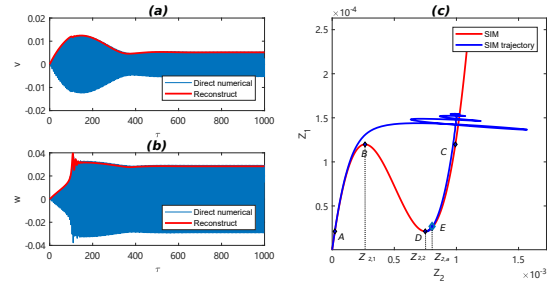 (a)
0.02
0.01
0
-0.01
-0.02
v
0
200
400
600
800
1000
τ
Direct numerical
Reconstruct
(b)
0.04
0.02
0
-0.02
-0.04
w
0
200
400
600
800
1000
τ
Direct numerical
Reconstruct
(c)
×10⁻⁴
2
1.5
1
0.5
0
Z₁
SIM
SIM trajectory
A
B
C
D
E
Z 2,1
Z 2,2
Z 2,e
0
0.5
1
1.5
Z₂
×10⁻³